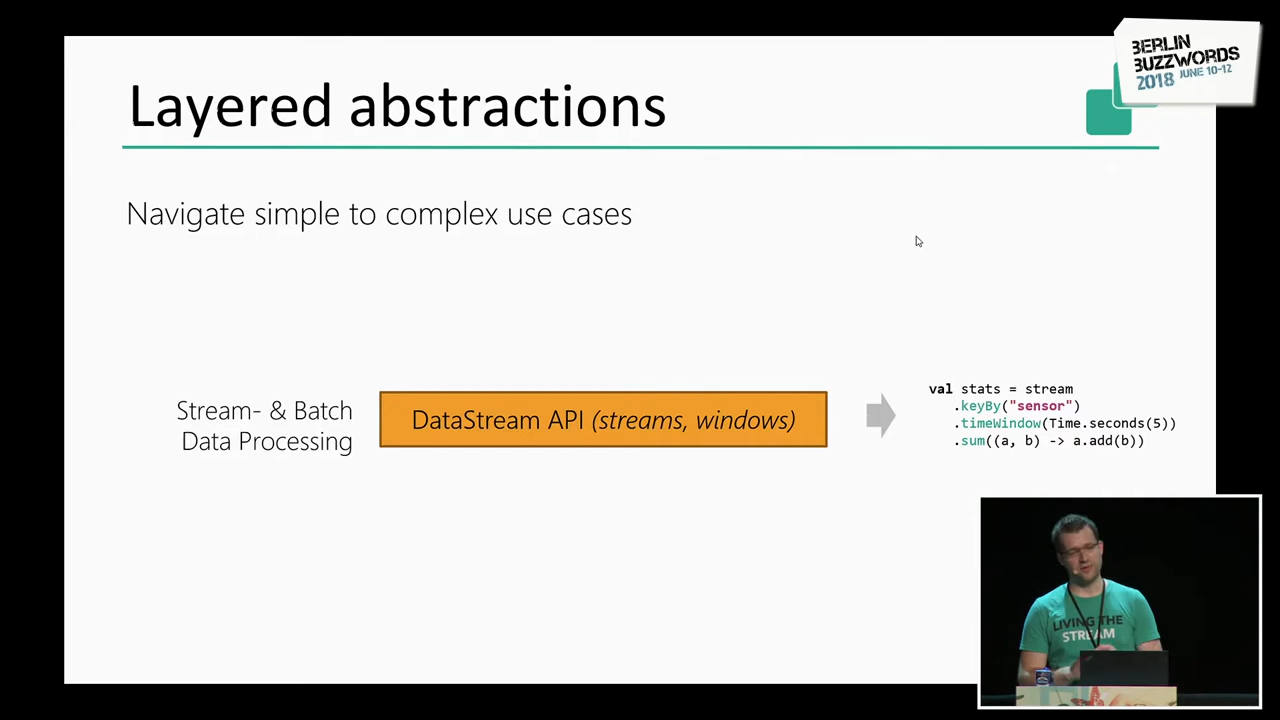 BERLIN
BUZZWORDS
2018 JUNE 10-12
Layered abstractions
Navigate simple to complex use cases
Stream- & Batch
Data Processing
DataStream API (streams, windows)
val stats = stream
.keyBy("sensor")
.timeWindow(Time.seconds(5))
.sum((a, b) -> a.add(b))
LIVING THE
STREAM